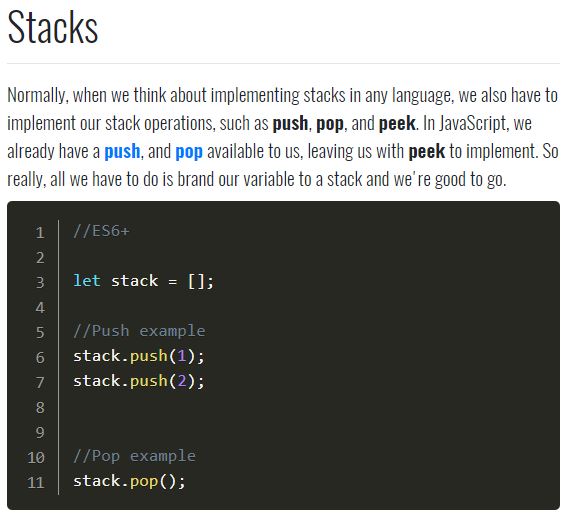 Stacks
Normally, when we think about implementing stacks in any language, we also have to
implement our stack operations, such as push, pop, and peek. In JavaScript, we
already have a push, and pop available to us, leaving us with peek to implement. So
really, all we have to do is brand our variable to a stack and we're good to go.
1 //ES6+
2
3 let stack = [];
4
5 //Push example
6 stack.push(1);
7 stack.push(2);
8
9
10 //Pop example
11 stack.pop();